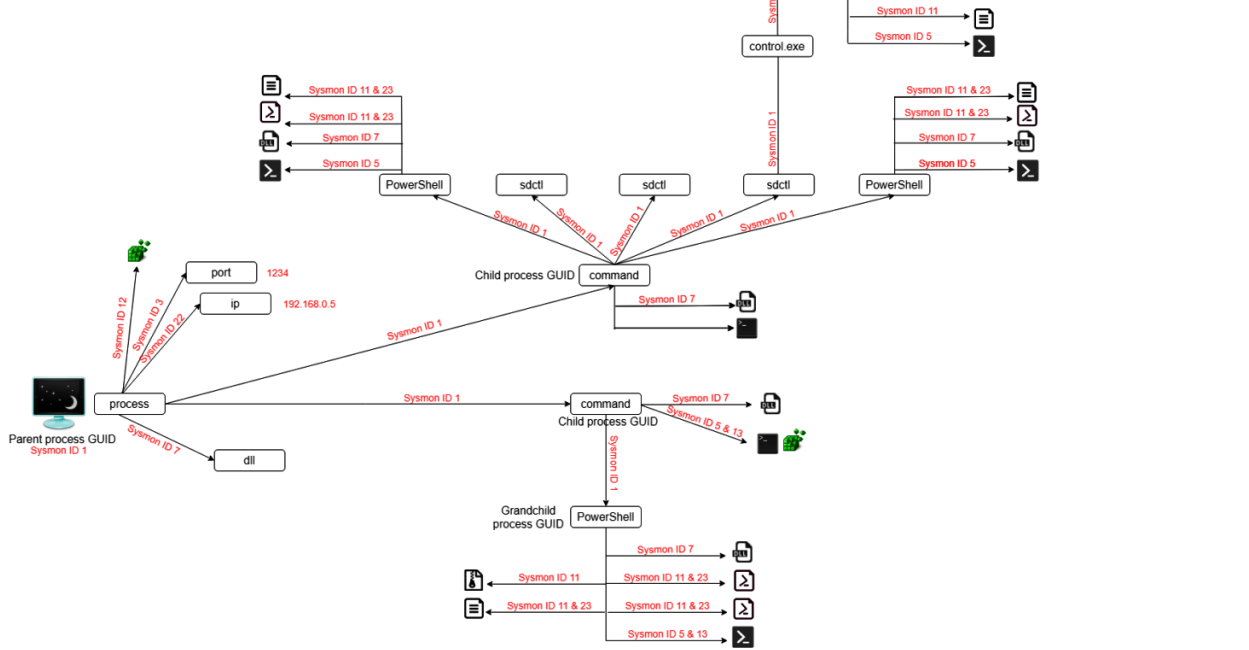 Sysm
Sysmon ID 11
Sysmon ID 5
control.exe
Sysmon ID 1
Sysmon ID 11 & 23
Sysmon ID 11 & 23
Sysmon ID 7
DLL
Sysmon ID 5
Sysmon ID 11 & 23
Sysmon ID 11 & 23
Sysmon ID 7
DLL
Sysmon ID 5
PowerShell
sdctl
sdctl
sdctl
PowerShell
Sysmon ID 1
Sysmon ID 1
Sysmon ID 1
Sysmon ID 1
Sysmon ID 1
Child process GUID
command
Sysmon ID 7
DLL
port
1234
ip
192.168.0.5
Sysmon ID 12
Sysmon ID 3
Sysmon ID 22
Sysmon ID 1
process
Parent process GUID
Sysmon ID 1
Sysmon ID 7
dll
Sysmon ID 1
command
Child process GUID
Sysmon ID 7
DLL
Sysmon ID 5 & 13
Sysmon ID 1
Grandchild
process GUID
PowerShell
Sysmon ID 7
DLL
Sysmon ID 11
Sysmon ID 11 & 23
Sysmon ID 11 & 23
Sysmon ID 11 & 23
Sysmon ID 5 & 13